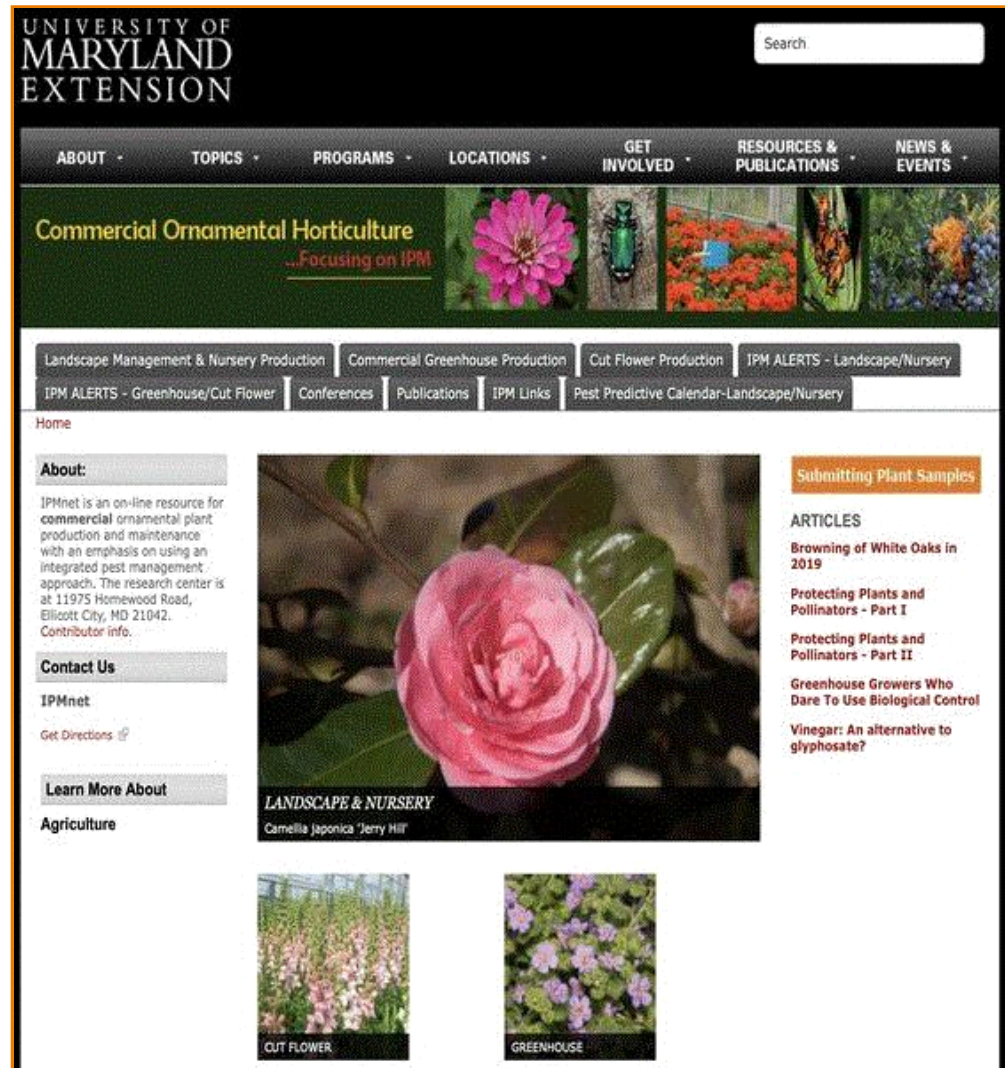 UNIVERSITY OF
MARYLAND
EXTENSION
Search
ABOUT
TOPICS
PROGRAMS
LOCATIONS
GET
INVOLVED
RESOURCES &
PUBLICATIONS
NEWS &
EVENTS
Commercial Ornamental Horticulture
...Focusing on IPM
Landscape Management & Nursery Production
Commercial Greenhouse Production
Cut Flower Production
IPM ALERTS - Landscape/Nursery
IPM ALERTS - Greenhouse/Cut Flower
Conferences
Publications
IPM Links
Pest Predictive Calendar-Landscape/Nursery
Home
About:
IPMnet is an on-line resource for
commercial ornamental plant
production and maintenance
with an emphasis on using an
integrated pest management
approach. The research center is
at 11975 Homewood Road,
Ellicott City, MD 21042.
Contributor info.
Contact Us
IPMnet
Get Directions
Learn More About
Agriculture
LANDSCAPE & NURSERY
Camellia japonica 'Jerry Hill'
CUT FLOWER
GREENHOUSE
Submitting Plant Samples
ARTICLES
Browning of White Oaks in
2019
Protecting Plants and
Pollinators - Part I
Protecting Plants and
Pollinators - Part II
Greenhouse Growers Who
Dare To Use Biological Control
Vinegar: An alternative to
glyphosate?